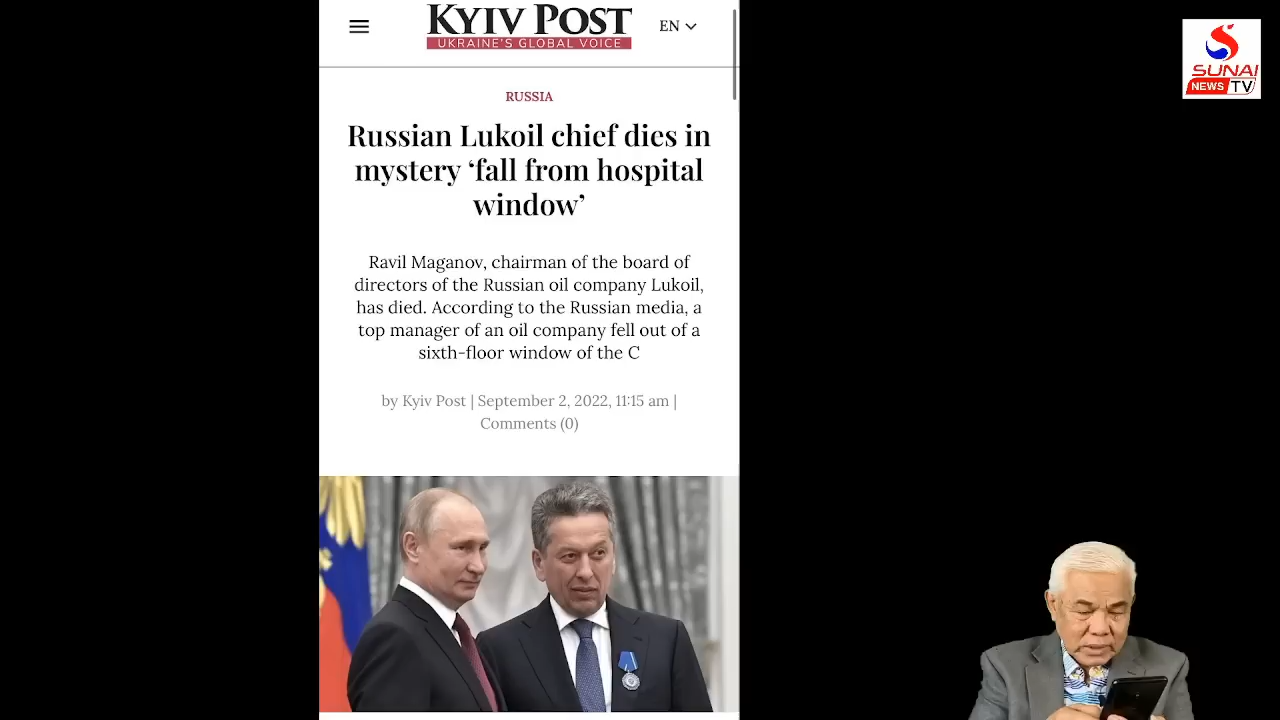 KYIV POST
UKRAINE'S GLOBAL VOICE
EN
SUNAI
NEWS TV
RUSSIA
Russian Lukoil chief dies in
mystery ‘fall from hospital
window’
Ravil Maganov, chairman of the board of
directors of the Russian oil company Lukoil,
has died. According to the Russian media, a
top manager of an oil company fell out of a
sixth-floor window of the C
by Kyiv Post | September 2, 2022, 11:15 am |
Comments (0)